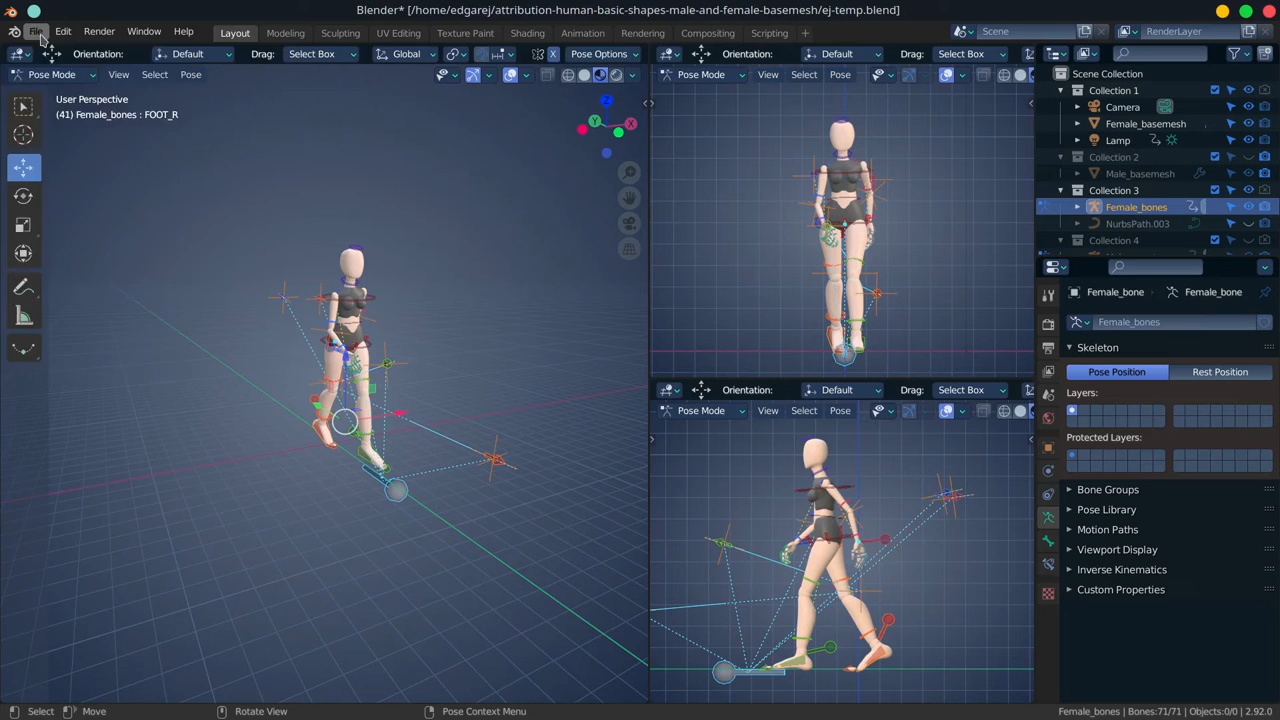 Blender* [/home/edgarej/attribution-human-basic-shapes-male-and-female-basemesh/ej-temp.blend]
File Edit Render Window Help Layout Modeling Sculpting UV Editing Texture Paint Shading Animation Rendering Compositing Scripting + Scene RenderLayer
Orientation: Default Drag: Select Box Global Pose Options
Orientation: Default Drag: Select Box
Pose Mode View Select Pose
Pose Mode View Select Pose
User Perspective
(41) Female_bones : FOOT_R
Z
Y
X
Orientation: Default Drag: Select Box
Pose Mode View Select Pose
Scene Collection
Collection 1
Camera
Female_basemesh
Lamp
Collection 2
Male_basemesh
Collection 3
Female_bones
NurbsPath.003
Collection 4
Female_bone Female_bone
Female_bones
Skeleton
Pose Position Rest Position
Layers:
Protected Layers:
Bone Groups
Pose Library
Motion Paths
Viewport Display
Inverse Kinematics
Custom Properties
Select Move Rotate View Pose Context Menu Female_bones | Bones:71/71 | Objects:0/0 | 2.92.0